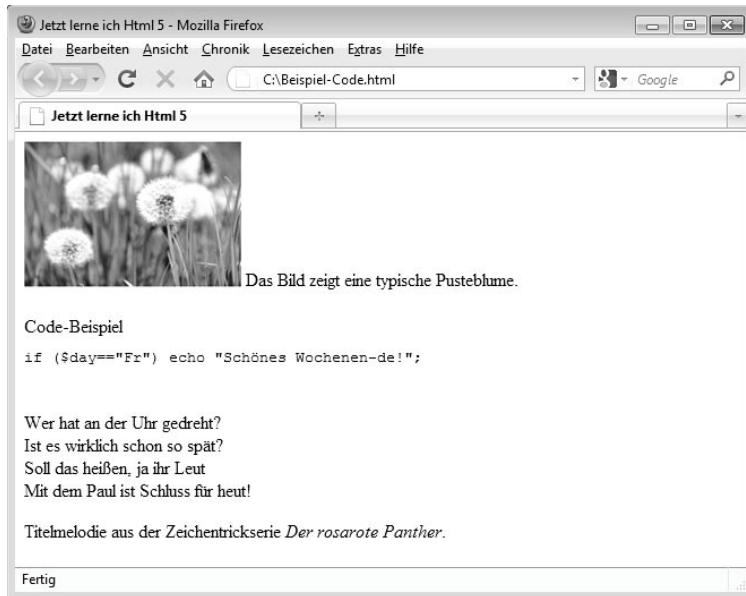 Jetzt lerne ich Html 5 - Mozilla Firefox
Datei Bearbeiten Ansicht Chronik Lesezeichen Extras Hilfe
C:\Beispiel-Code.html Google
Jetzt lerne ich Html 5
Das Bild zeigt eine typische Pusteblume.
Code-Beispiel
if ($day=="Fr") echo "Schönes Wochenen-de!";
Wer hat an der Uhr gedreht?
Ist es wirklich schon so spät?
Soll das heißen, ja ihr Leut
Mit dem Paul ist Schluss für heut!
Titelmelodie aus der Zeichentrickserie Der rosarote Panther.
Fertig